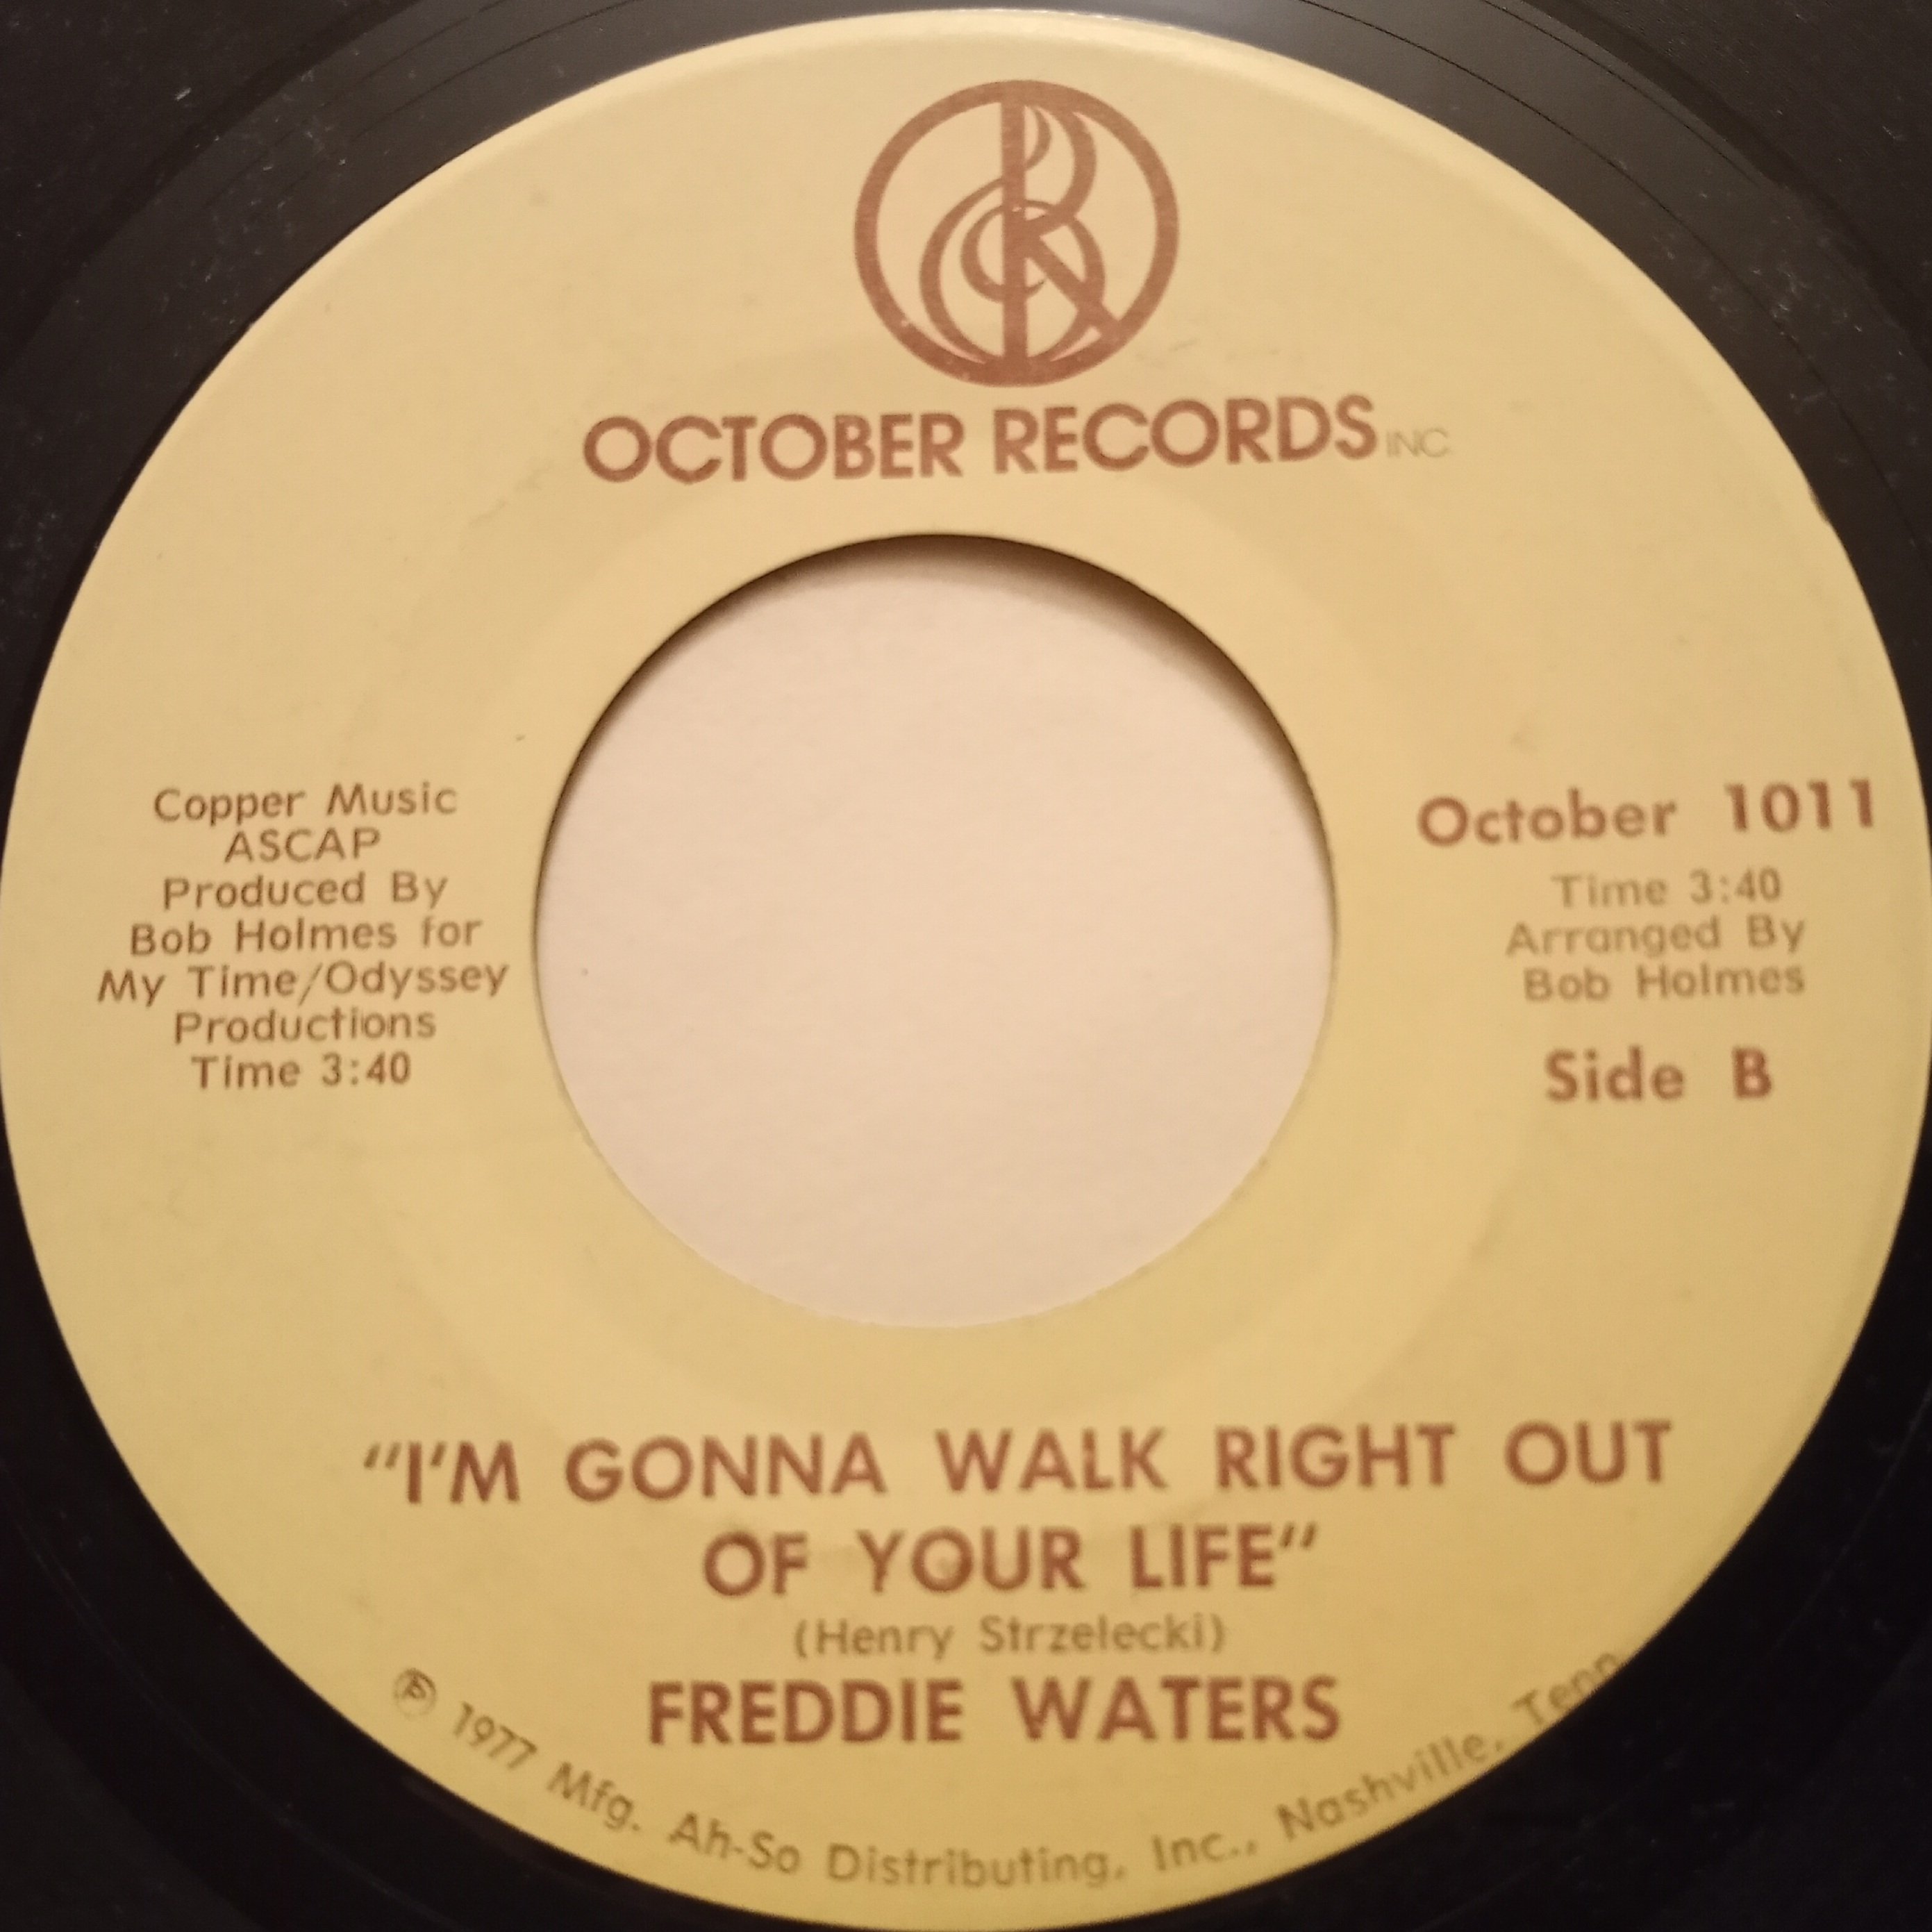 OCTOBER RECORDS INC
Copper Music
ASCAP
Produced By
Bob Holmes for
My Time/Odyssey
Productions
Time 3:40
October 1011
Time 3:40
Arranged By
Bob Holmes
Side B
"I'M GONNA WALK RIGHT OUT
OF YOUR LIFE"
(Henry Strzelecki)
FREDDIE WATERS
℗ 1977 Mfg. Ah-So Distributing, Inc., Nashville, Tenn.